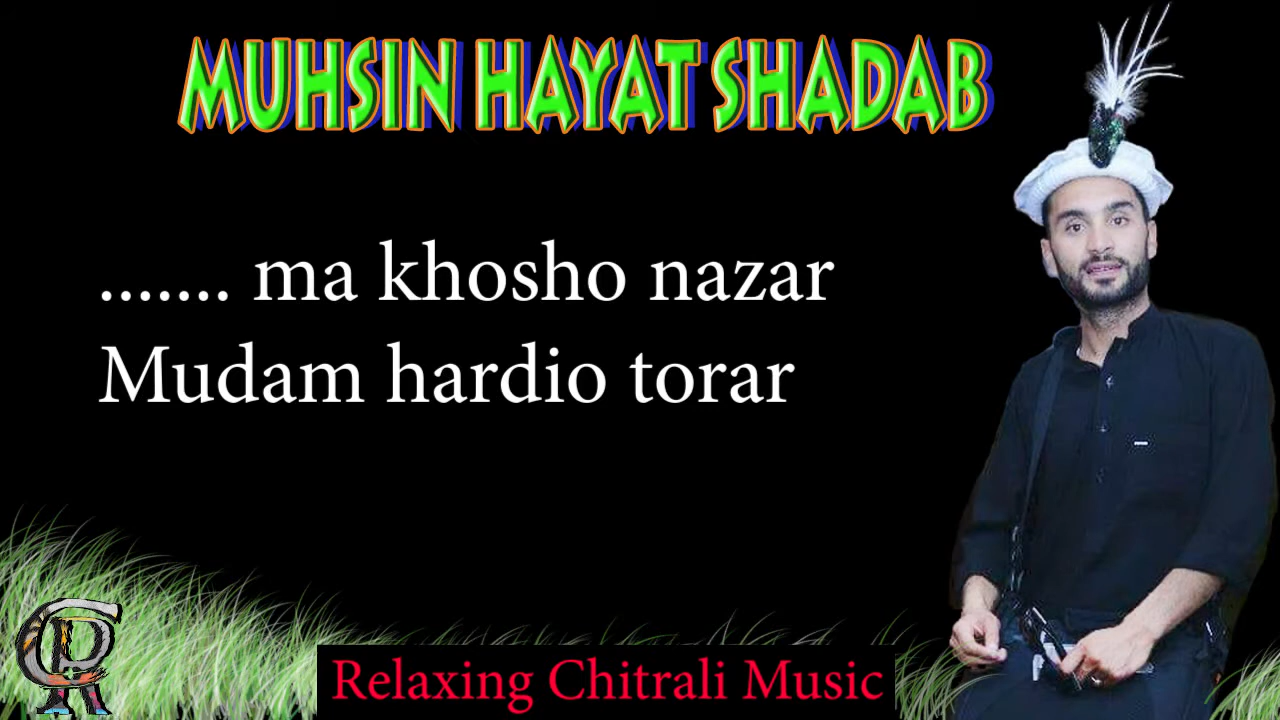 MUHSIN HAYAT SHADAB
....... ma khosho nazar
Mudam hardio torar
Relaxing Chitrali Music